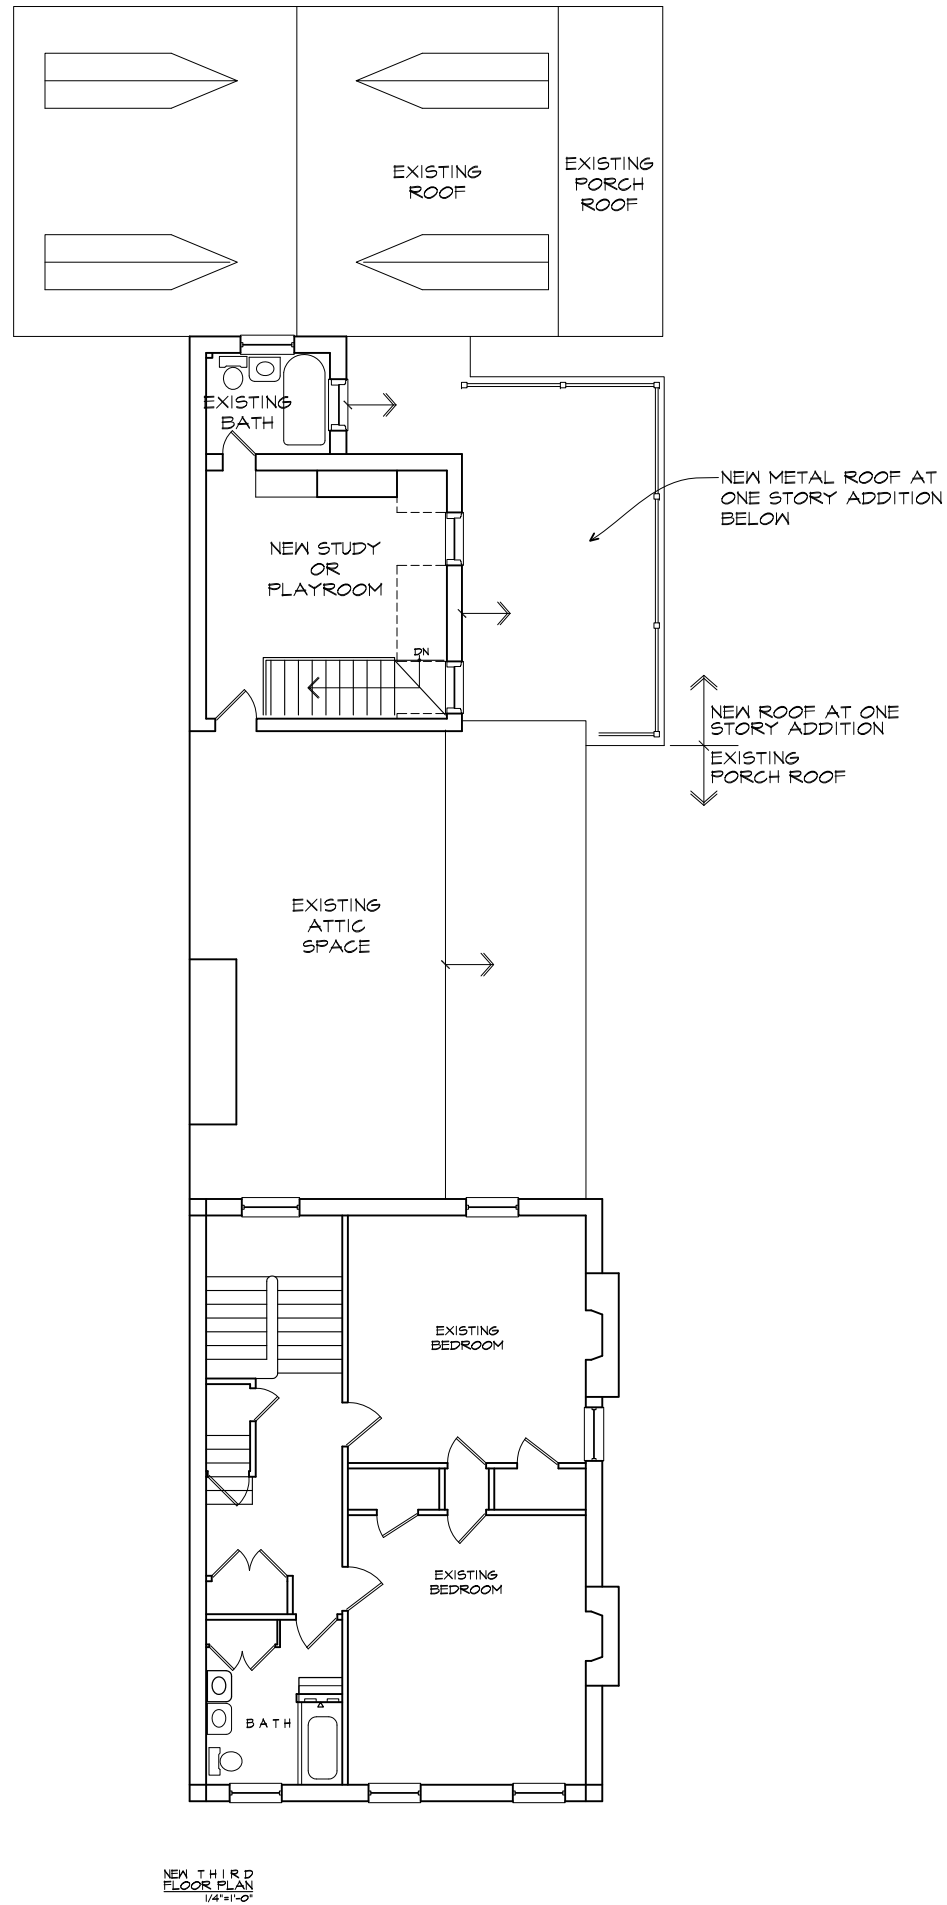 EXISTING
ROOF
EXISTING
PORCH
ROOF
EXISTING
BATH
NEW METAL ROOF AT
ONE STORY ADDITION
BELOW
NEW STUDY
OR
PLAYROOM
DN
NEW ROOF AT ONE
STORY ADDITION
EXISTING
PORCH ROOF
EXISTING
ATTIC
SPACE
EXISTING
BEDROOM
EXISTING
BEDROOM
BATH
NEW THIRD
FLOOR PLAN
1/4"=1'-0"